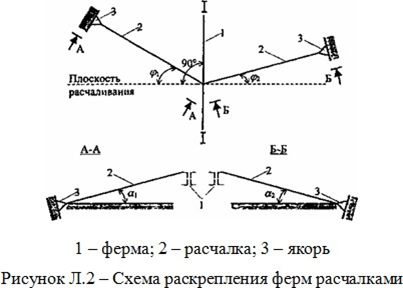 I
3
2
1
А
90°
2
3
φ₁
φ₂
Плоскость
расчаливания
А
Б
Б
I
А-А
Б-Б
2
2
3
α₁
1
α₂
3
1 – ферма; 2 – расчалка; 3 – якорь
Рисунок Л.2 – Схема раскрепления ферм расчалками